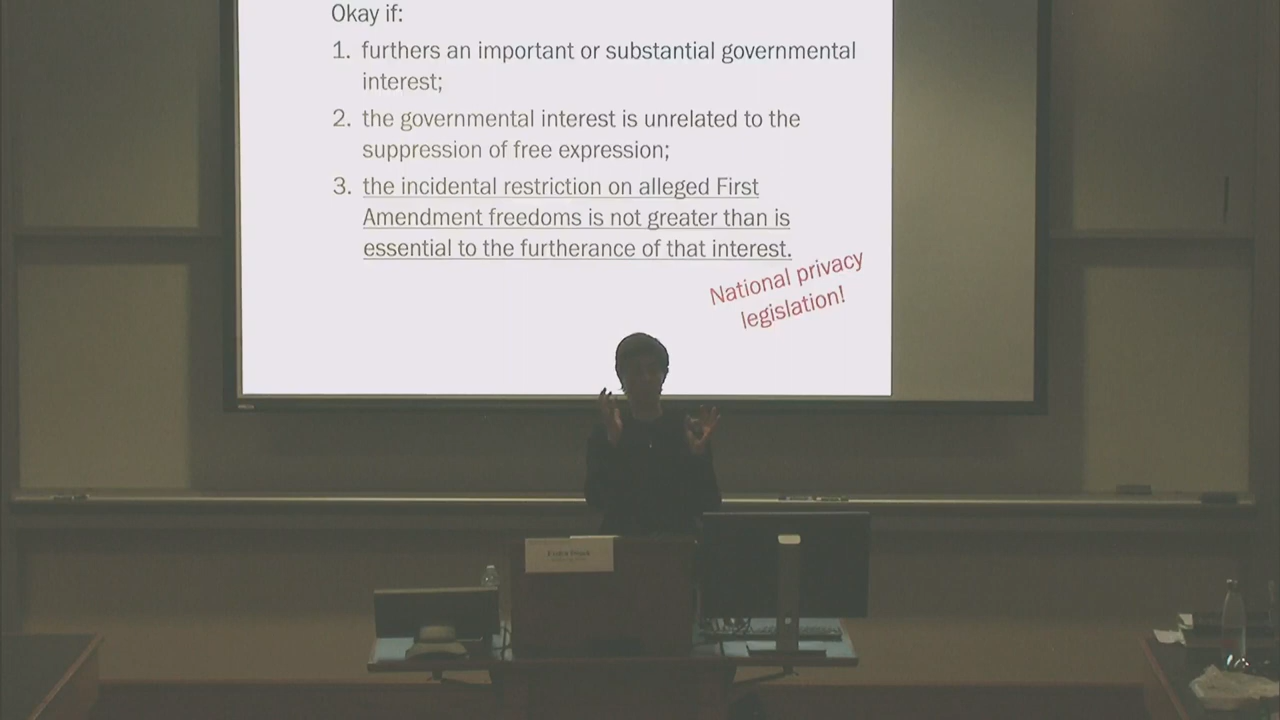 Okay if:
1. furthers an important or substantial governmental
interest;
2. the governmental interest is unrelated to the
suppression of free expression;
3. the incidental restriction on alleged First
Amendment freedoms is not greater than is
essential to the furtherance of that interest.
National privacy
legislation!